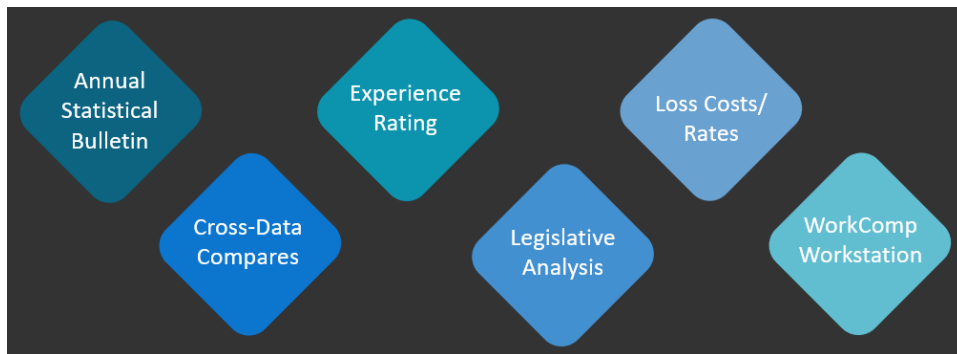 Annual
Statistical
Bulletin
Cross-Data
Compares
Experience
Rating
Legislative
Analysis
Loss Costs/
Rates
WorkComp
Workstation